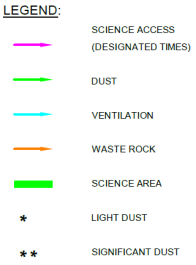 LEGEND:
SCIENCE ACCESS
(DESIGNATED TIMES)
DUST
VENTILATION
WASTE ROCK
SCIENCE AREA
* LIGHT DUST
** SIGNIFICANT DUST